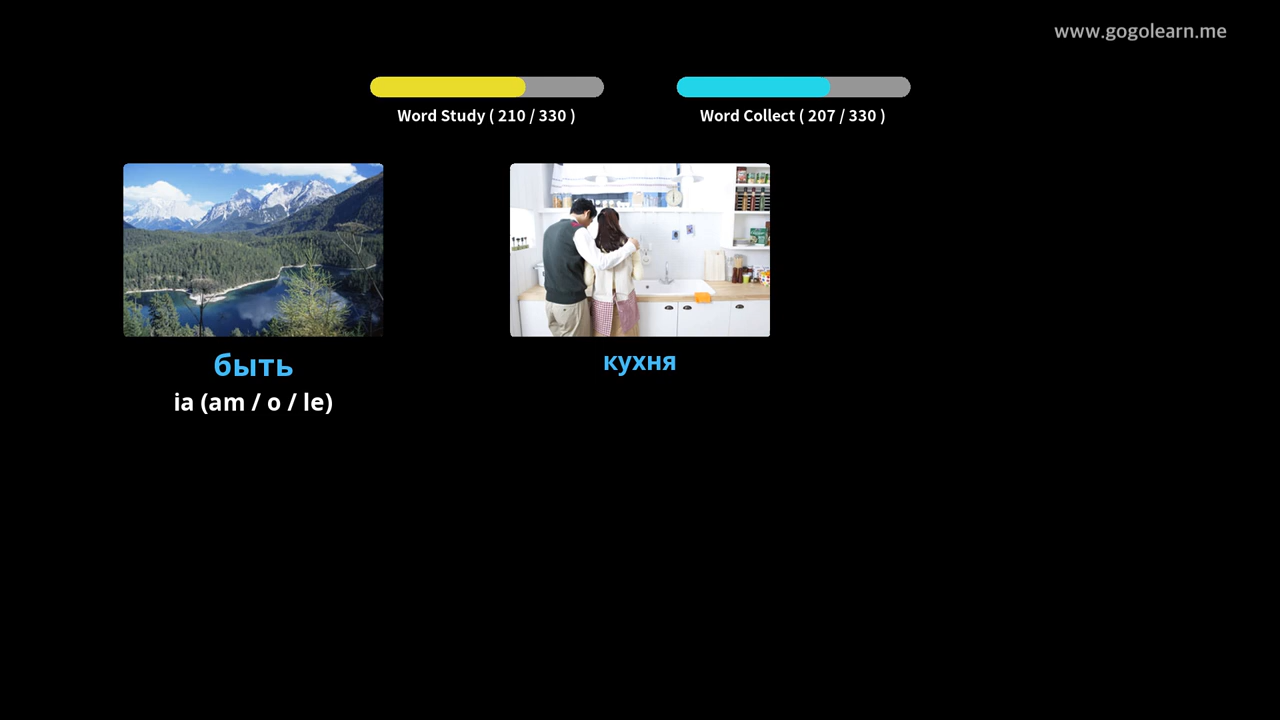 www.gogolearn.me
Word Study ( 210 / 330 )
Word Collect ( 207 / 330 )
быть
ia (am / o / le)
кухня